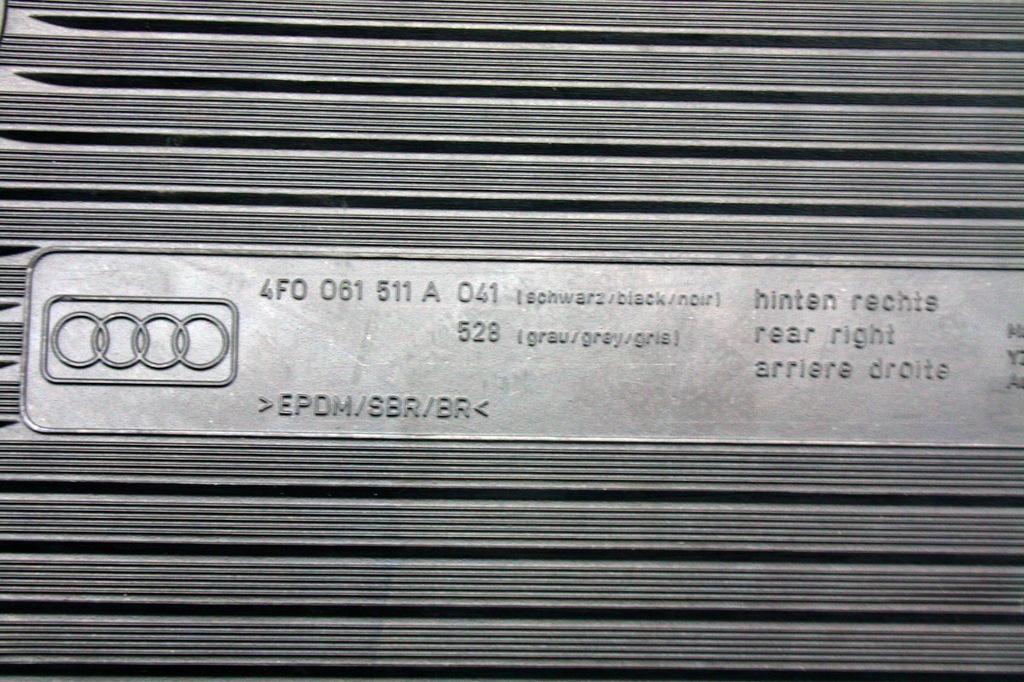 4F0 061 511 A 041 (schwarz/black/noir)
528 (grau/grey/gris)
>EPDM/SBR/BR<
hinten rechts
rear right
arriere droite